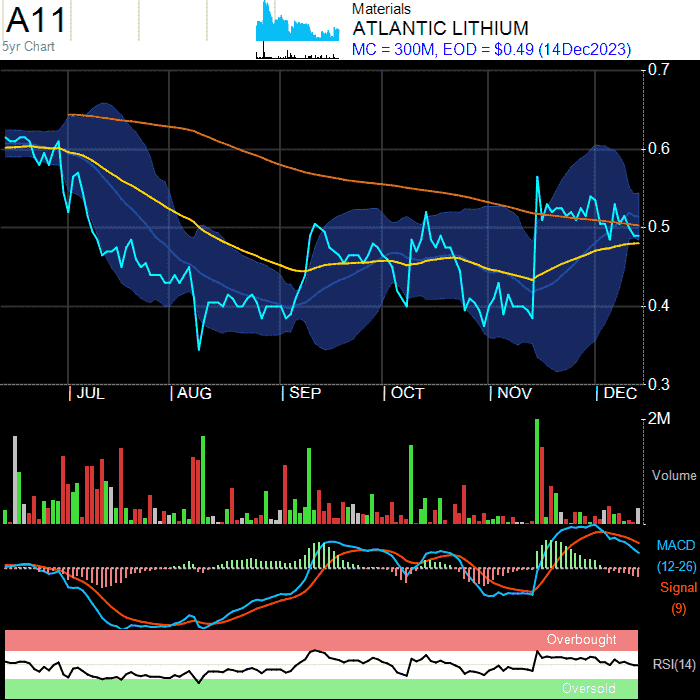 A11
5yr Chart
Materials
ATLANTIC LITHIUM
MC = 300M, EOD = $0.49 (14Dec2023)
0.7
0.6
0.5
0.4
0.3
JUL AUG SEP OCT NOV DEC
2M
Volume
MACD
(12-26)
Signal
(9)
Overbought
RSI(14)
Oversold